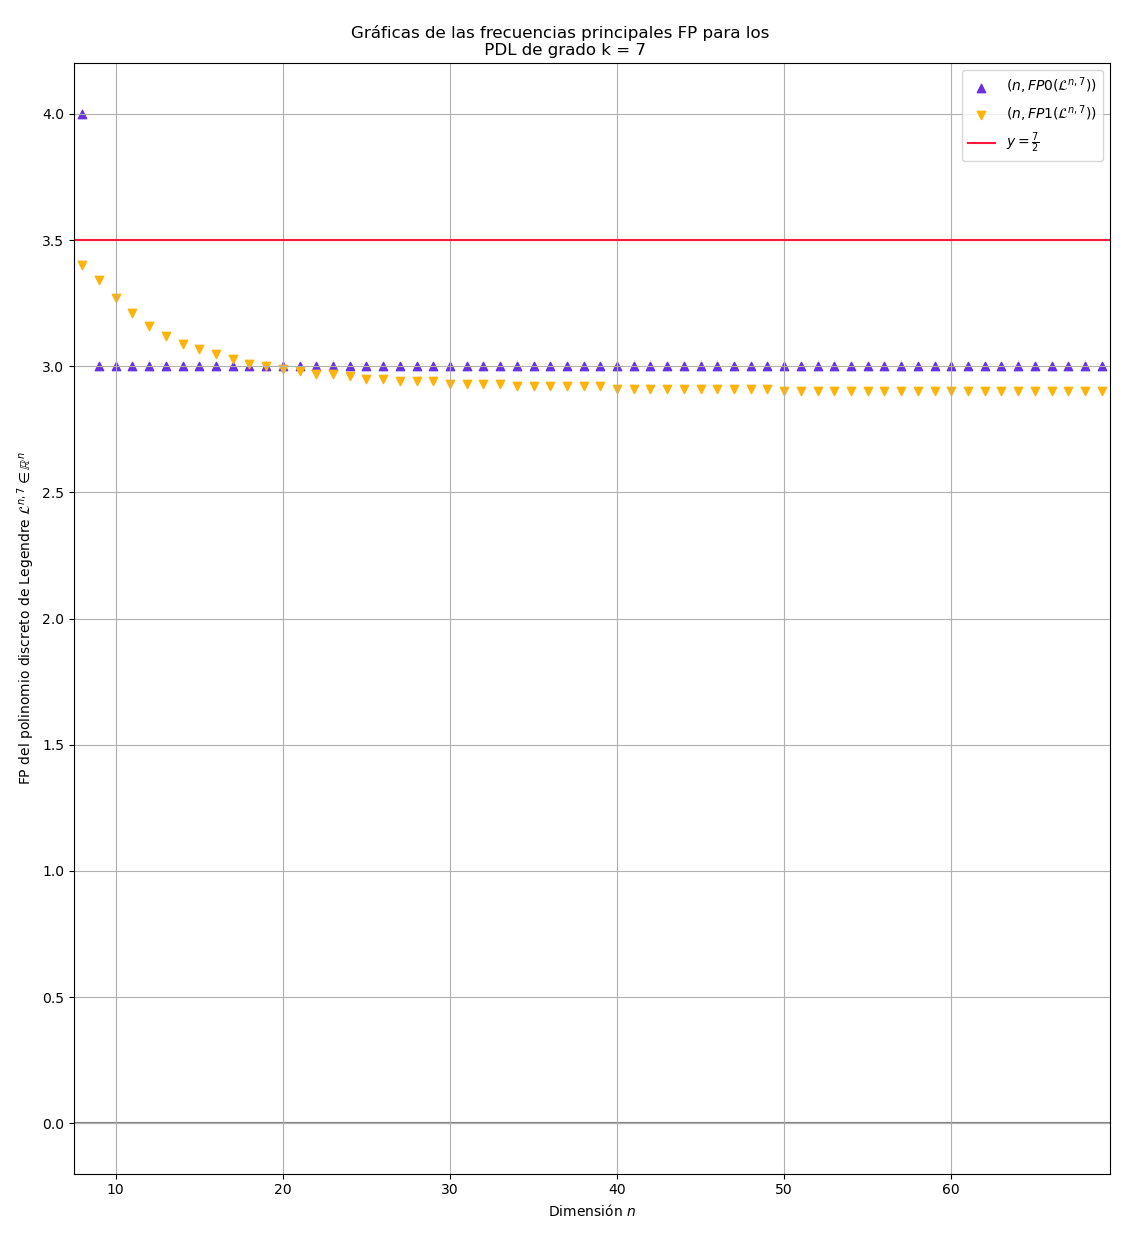 Gráficas de las frecuencias principales FP para los
PDL de grado k = 7
(n, FP0(ℒ^{n,7}))
(n, FP1(ℒ^{n,7}))
y = 7/2
FP del polinomio discreto de Legendre ℒ^{n,7} ∈ ℝ^n
4.0
3.5
3.0
2.5
2.0
1.5
1.0
0.5
0.0
10 20 30 40 50 60
Dimensión n